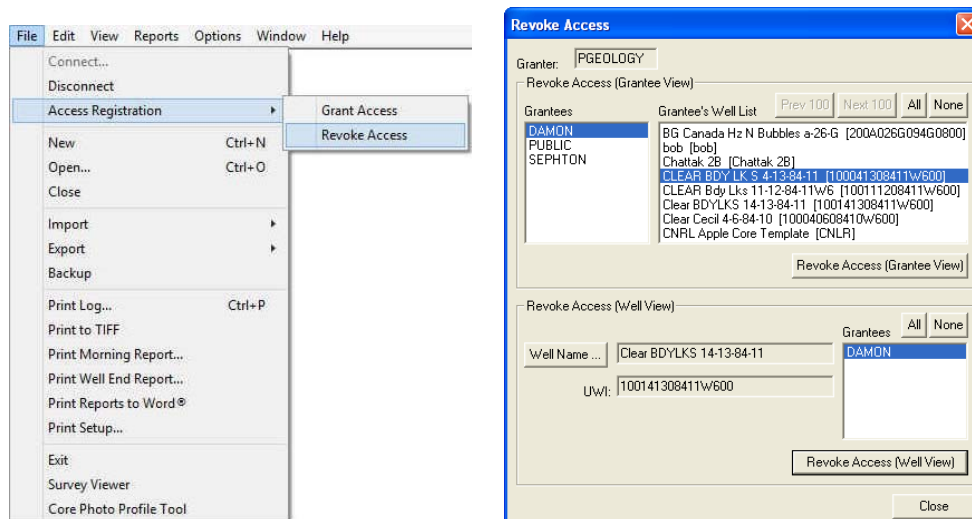 File Edit View Reports Options Window Help
Connect...
Disconnect
Access Registration
Grant Access
Revoke Access
New Ctrl+N
Open... Ctrl+O
Close
Import
Export
Backup
Print Log... Ctrl+P
Print to TIFF
Print Morning Report...
Print Well End Report...
Print Reports to Word®
Print Setup...
Exit
Survey Viewer
Core Photo Profile Tool
Revoke Access
Granter: PGEOLOGY
Revoke Access (Grantee View)
Grantees
Grantee's Well List
Prev 100 Next 100 All None
DAMON
PUBLIC
SEPHTON
BG Canada Hz N Bubbles a-26-G [200A026G094G0800]
bob [bob]
Chattak 2B [Chattak 2B]
CLEAR BDY LK S 4-13-84-11 [100041308411W600]
CLEAR Bdy Lks 11-12-84-11W6 [100111208411W600]
Clear BDYLKS 14-13-84-11 [100141308411W600]
Clear Cecil 4-6-84-10 [100040608410W600]
CNRL Apple Core Template [CNLR]
Revoke Access (Grantee View)
Revoke Access (Well View)
Grantees All None
Well Name ... Clear BDYLKS 14-13-84-11
DAMON
UWI: 100141308411W600
Revoke Access (Well View)
Close